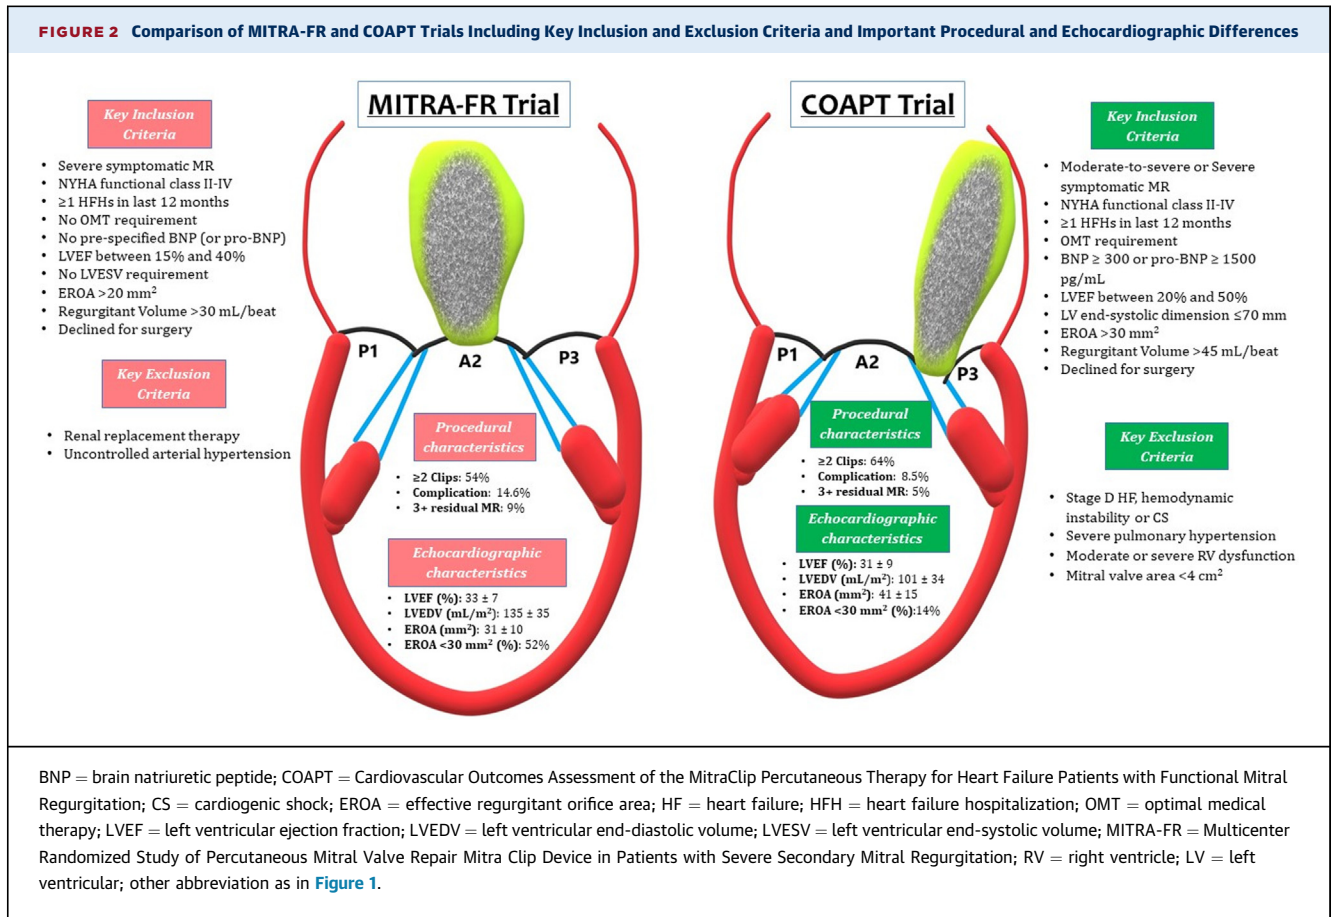 FIGURE 2 Comparison of MITRA-FR and COAPT Trials Including Key Inclusion and Exclusion Criteria and Important Procedural and Echocardiographic Differences
MITRA-FR Trial
Key Inclusion
Criteria
• Severe symptomatic MR
• NYHA functional class II-IV
• ≥1 HFHs in last 12 months
• No OMT requirement
• No pre-specified BNP (or pro-BNP)
• LVEF between 15% and 40%
• No LVESV requirement
• EROA >20 mm²
• Regurgitant Volume >30 mL/beat
• Declined for surgery
Key Exclusion
Criteria
• Renal replacement therapy
• Uncontrolled arterial hypertension
P1
A2
P3
Procedural
characteristics
• ≥2 Clips: 54%
• Complication: 14.6%
• 3+ residual MR: 9%
Echocardiographic
characteristics
• LVEF (%): 33 ± 7
• LVEDV (mL/m²): 135 ± 35
• EROA (mm²): 31 ± 10
• EROA <30 mm² (%): 52%
COAPT Trial
P1
A2
P3
Procedural
characteristics
• ≥2 Clips: 64%
• Complication: 8.5%
• 3+ residual MR: 5%
Echocardiographic
characteristics
• LVEF (%): 31 ± 9
• LVEDV (mL/m²): 101 ± 34
• EROA (mm²): 41 ± 15
• EROA <30 mm² (%):14%
Key Inclusion
Criteria
• Moderate-to-severe or Severe
symptomatic MR
• NYHA functional class II-IV
• ≥1 HFHs in last 12 months
• OMT requirement
• BNP ≥ 300 or pro-BNP ≥ 1500
pg/mL
• LVEF between 20% and 50%
• LV end-systolic dimension ≤70 mm
• EROA >30 mm²
• Regurgitant Volume >45 mL/beat
• Declined for surgery
Key Exclusion
Criteria
• Stage D HF, hemodynamic
instability or CS
• Severe pulmonary hypertension
• Moderate or severe RV dysfunction
• Mitral valve area <4 cm²
BNP = brain natriuretic peptide; COAPT = Cardiovascular Outcomes Assessment of the MitraClip Percutaneous Therapy for Heart Failure Patients with Functional Mitral
Regurgitation; CS = cardiogenic shock; EROA = effective regurgitant orifice area; HF = heart failure; HFH = heart failure hospitalization; OMT = optimal medical
therapy; LVEF = left ventricular ejection fraction; LVEDV = left ventricular end-diastolic volume; LVESV = left ventricular end-systolic volume; MITRA-FR = Multicenter
Randomized Study of Percutaneous Mitral Valve Repair Mitra Clip Device in Patients with Severe Secondary Mitral Regurgitation; RV = right ventricle; LV = left
ventricular; other abbreviation as in Figure 1.